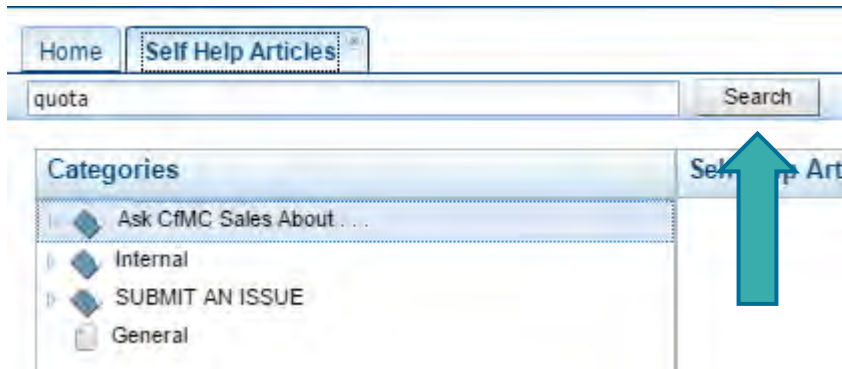 Home Self Help Articles
quota Search
Categories
Ask CfMC Sales About . . .
Internal
SUBMIT AN ISSUE
General